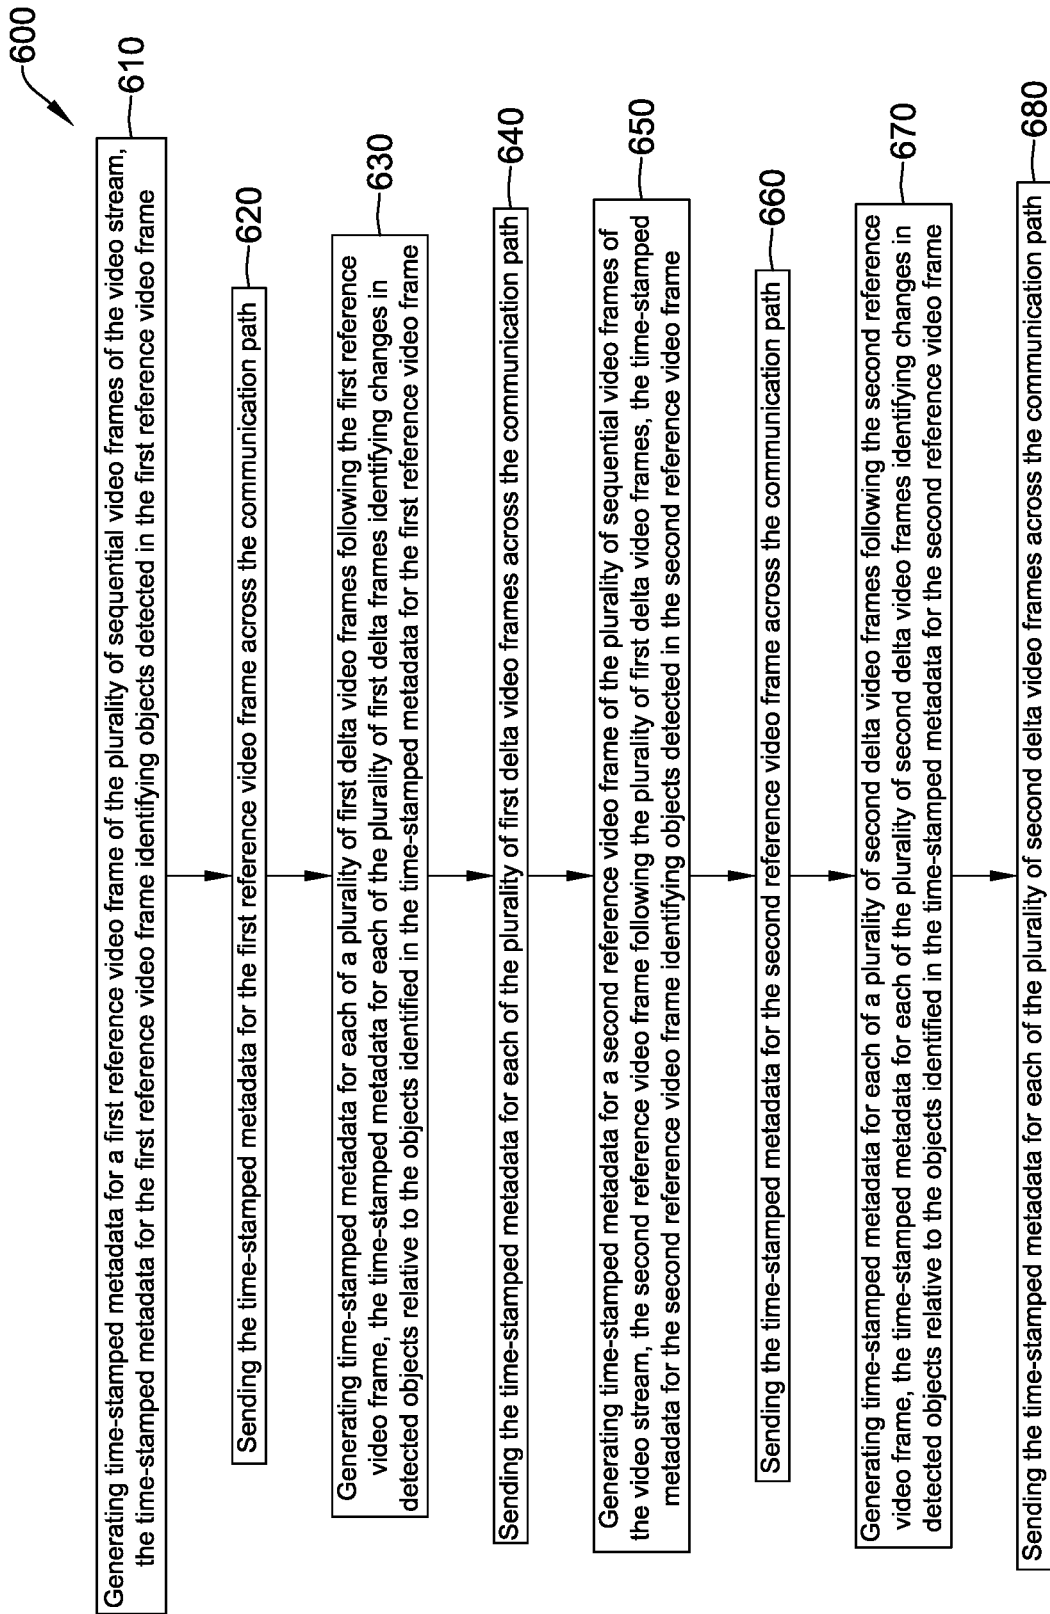 600
Generating time-stamped metadata for a first reference video frame of the plurality of sequential video frames of the video stream,
the time-stamped metadata for the first reference video frame identifying objects detected in the first reference video frame
610
Sending the time-stamped metadata for the first reference video frame across the communication path
620
Generating time-stamped metadata for each of a plurality of first delta video frames following the first reference
video frame, the time-stamped metadata for each of the plurality of first delta frames identifying changes in
detected objects relative to the objects identified in the time-stamped metadata for the first reference video frame
630
Sending the time-stamped metadata for each of the plurality of first delta video frames across the communication path
640
Generating time-stamped metadata for a second reference video frame of the plurality of sequential video frames of
the video stream, the second reference video frame following the plurality of first delta video frames, the time-stamped
metadata for the second reference video frame identifying objects detected in the second reference video frame
650
Sending the time-stamped metadata for the second reference video frame across the communication path
660
Generating time-stamped metadata for each of a plurality of second delta video frames following the second reference
video frame, the time-stamped metadata for each of the plurality of second delta video frames identifying changes in
detected objects relative to the objects identified in the time-stamped metadata for the second reference video frame
670
Sending the time-stamped metadata for each of the plurality of second delta video frames across the communication path
680